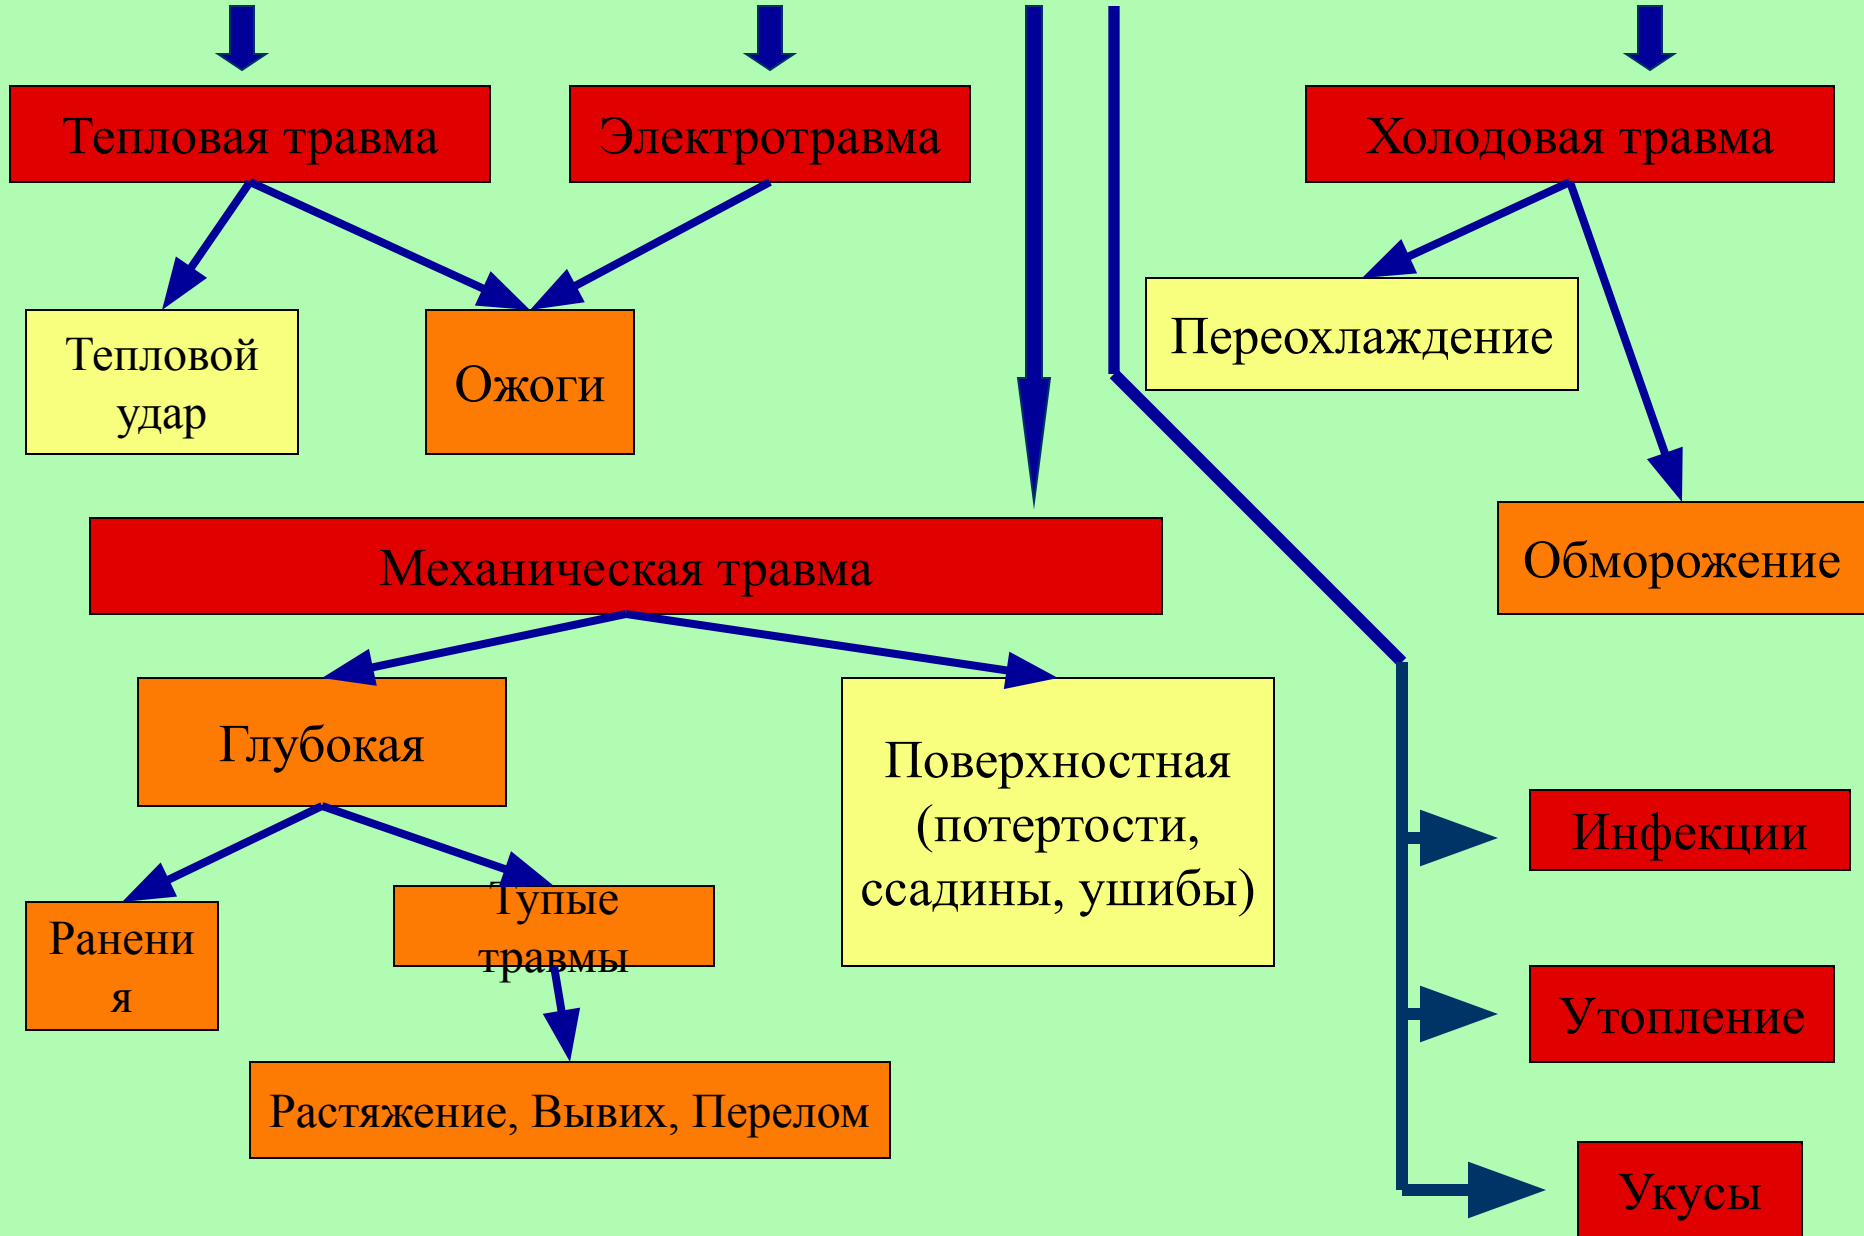 Тепловая травма
Электротравма
Холодовая травма
Тепловой
удар
Ожоги
Переохлаждение
Обморожение
Механическая травма
Глубокая
Поверхностная
(потертости,
ссадины, ушибы)
Ранени
я
Тупые
травмы
Растяжение, Вывих, Перелом
Инфекции
Утопление
Укусы